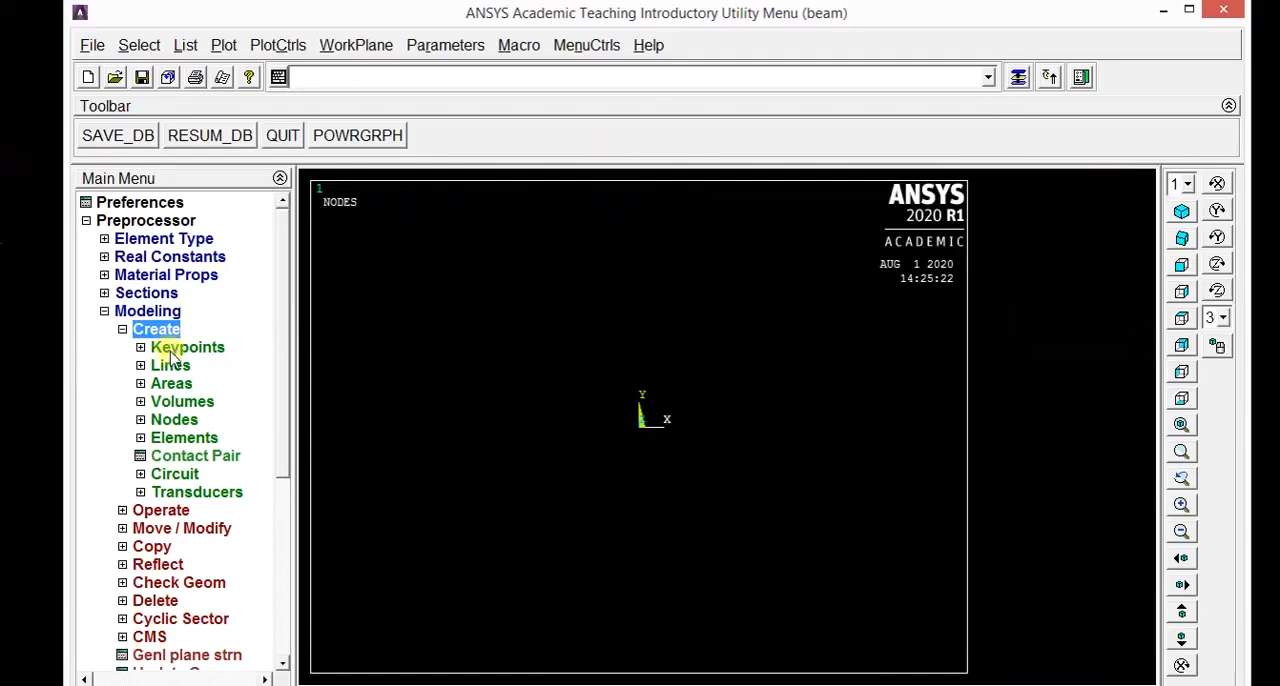 ANSYS Academic Teaching Introductory Utility Menu (beam)
File Select List Plot PlotCtrls WorkPlane Parameters Macro MenuCtrls Help
Toolbar
SAVE_DB RESUM_DB QUIT POWRGRPH
Main Menu
Preferences
Preprocessor
Element Type
Real Constants
Material Props
Sections
Modeling
Create
Keypoints
Lines
Areas
Volumes
Nodes
Elements
Contact Pair
Circuit
Transducers
Operate
Move / Modify
Copy
Reflect
Check Geom
Delete
Cyclic Sector
CMS
Genl plane strn
1
NODES
ANSYS
2020 R1
ACADEMIC
AUG 1 2020
14:25:22
Y
X
1
3